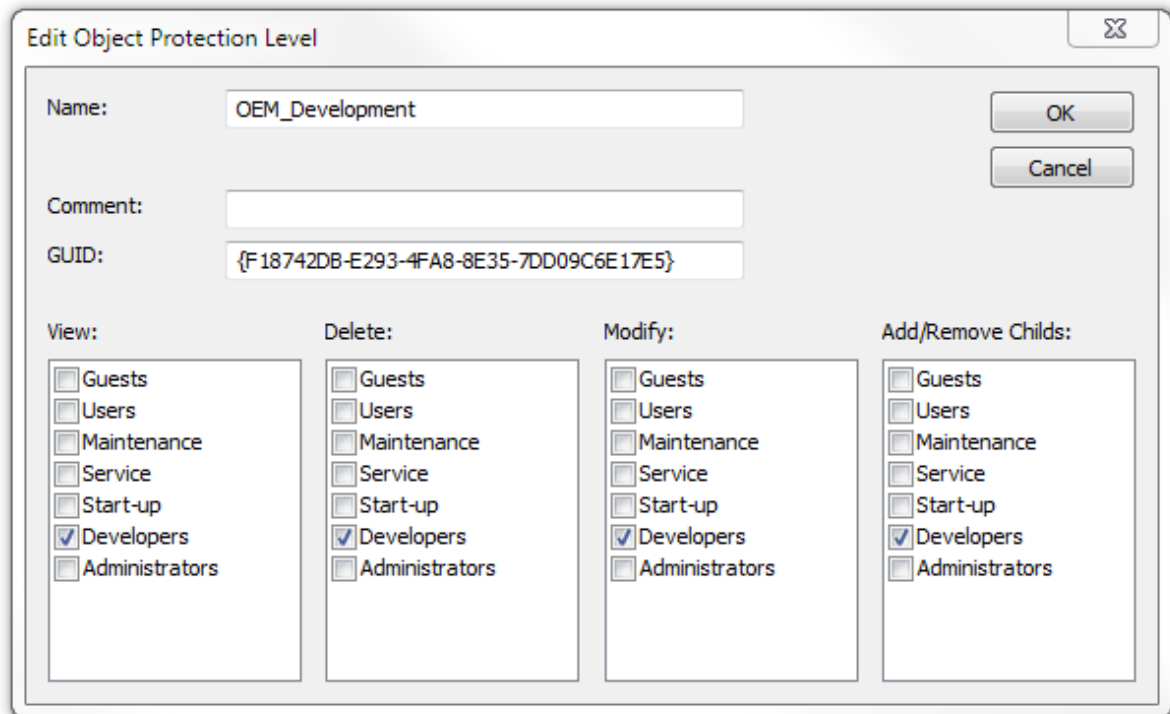 Edit Object Protection Level
Name:
OEM_Development
OK
Cancel
Comment:
GUID:
{F18742DB-E293-4FA8-8E35-7DD09C6E17E5}
View:
Guests
Users
Maintenance
Service
Start-up
Developers
Administrators
Delete:
Guests
Users
Maintenance
Service
Start-up
Developers
Administrators
Modify:
Guests
Users
Maintenance
Service
Start-up
Developers
Administrators
Add/Remove Childs:
Guests
Users
Maintenance
Service
Start-up
Developers
Administrators